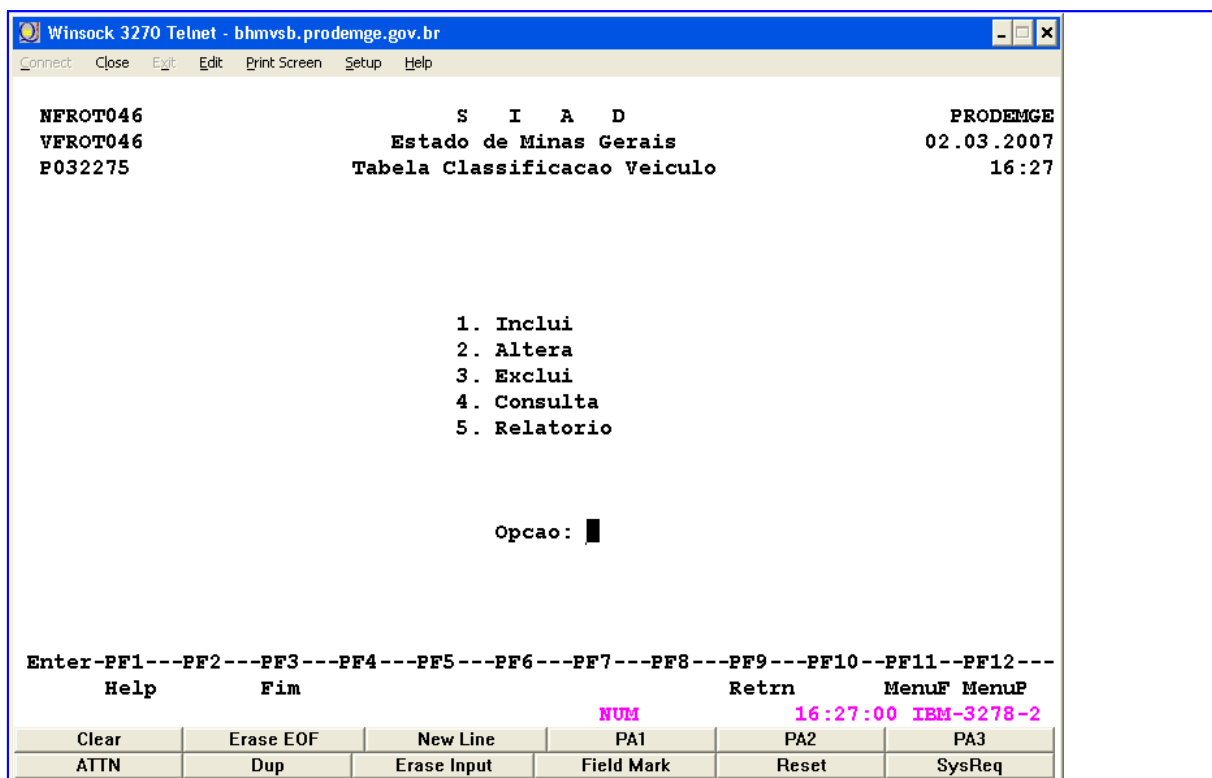 Winsock 3270 Telnet - bhmvsb.prodemge.gov.br
Connect Close Exit Edit Print Screen Setup Help
NFROT046 S I A D PRODEMGE
VFROT046 Estado de Minas Gerais 02.03.2007
P032275 Tabela Classificacao Veiculo 16:27
1. Inclui
2. Altera
3. Exclui
4. Consulta
5. Relatorio
Opcao:
Enter-PF1---PF2---PF3---PF4---PF5---PF6---PF7---PF8---PF9---PF10--PF11--PF12---
Help Fim Retrn MenuF MenuP
NUM 16:27:00 IBM-3278-2
Clear Erase EOF New Line PA1 PA2 PA3
ATTN Dup Erase Input Field Mark Reset SysReq